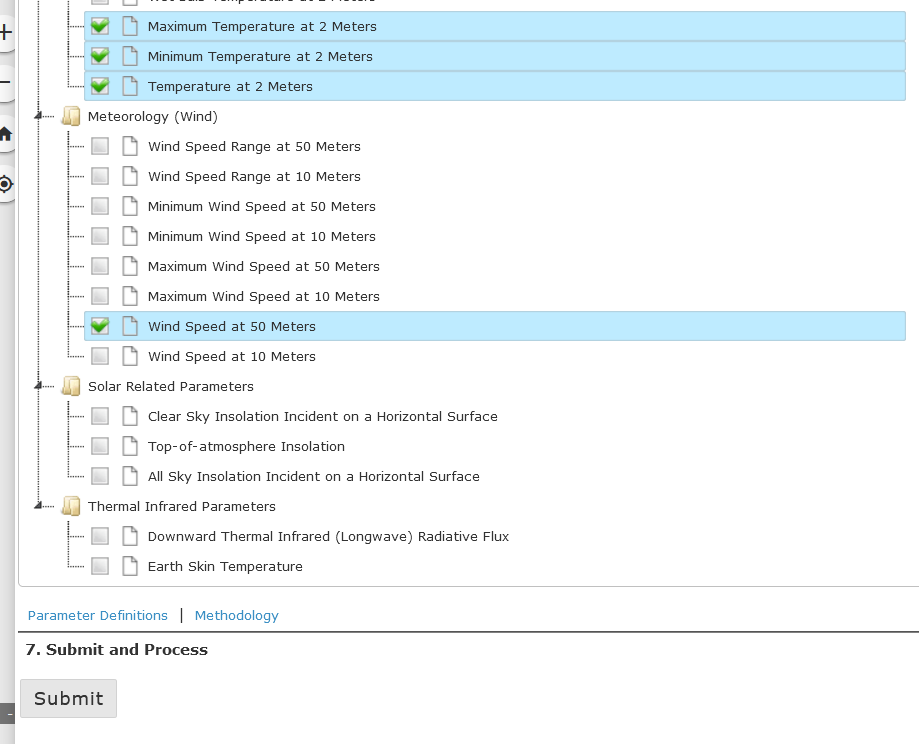 Maximum Temperature at 2 Meters
Minimum Temperature at 2 Meters
Temperature at 2 Meters
Meteorology (Wind)
Wind Speed Range at 50 Meters
Wind Speed Range at 10 Meters
Minimum Wind Speed at 50 Meters
Minimum Wind Speed at 10 Meters
Maximum Wind Speed at 50 Meters
Maximum Wind Speed at 10 Meters
Wind Speed at 50 Meters
Wind Speed at 10 Meters
Solar Related Parameters
Clear Sky Insolation Incident on a Horizontal Surface
Top-of-atmosphere Insolation
All Sky Insolation Incident on a Horizontal Surface
Thermal Infrared Parameters
Downward Thermal Infrared (Longwave) Radiative Flux
Earth Skin Temperature
Parameter Definitions | Methodology
7. Submit and Process
Submit